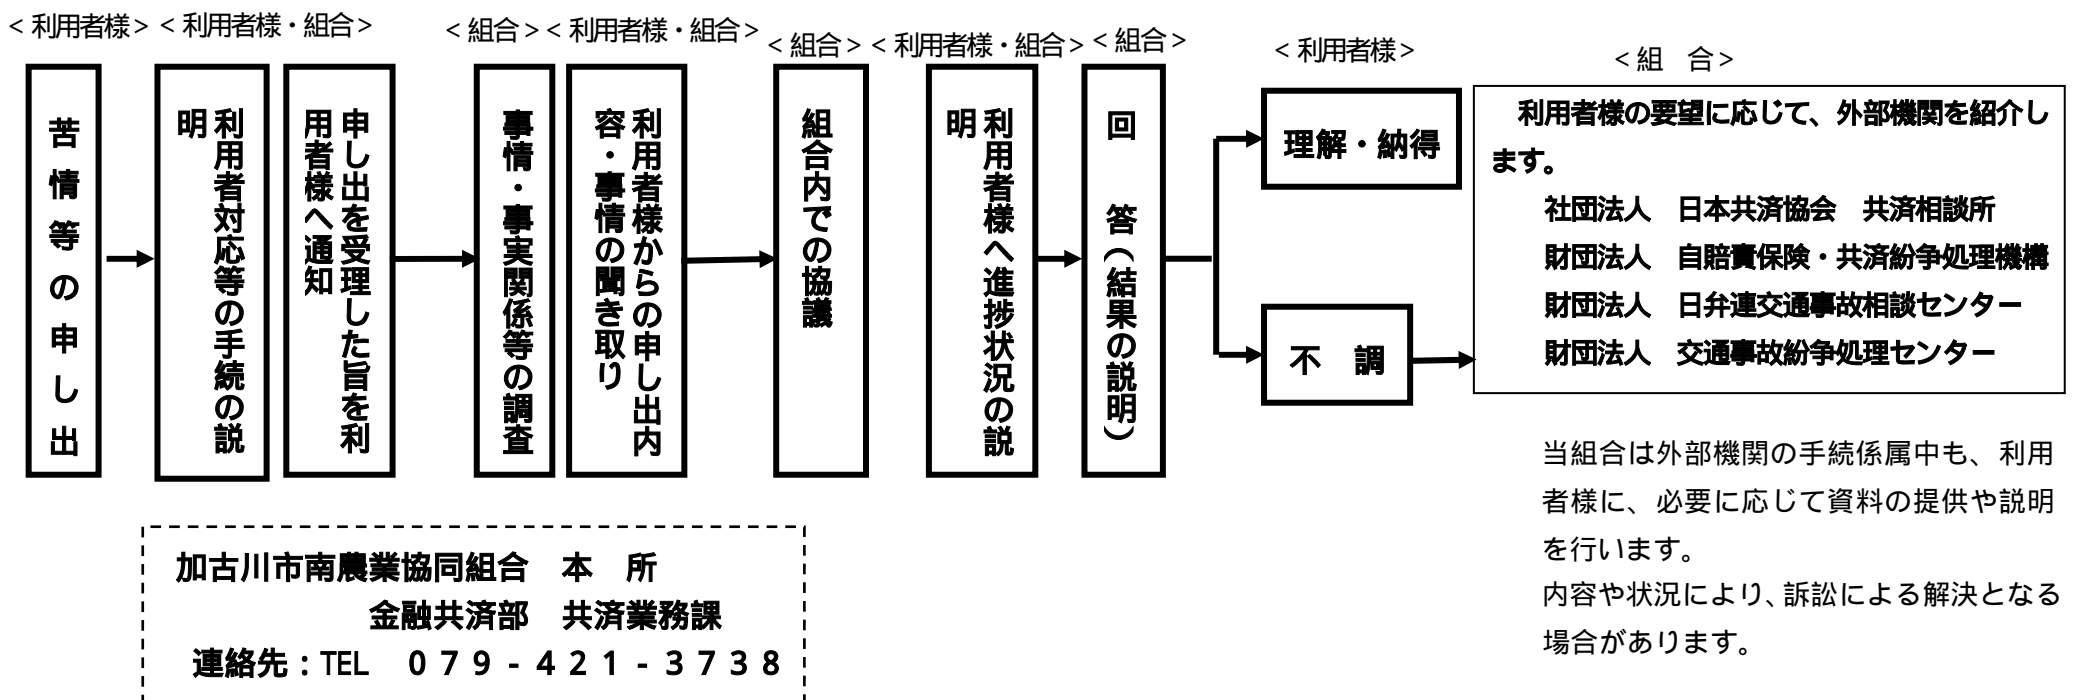 ＜利用者様＞
＜利用者様・組合＞
＜組合＞
＜利用者様・組合＞
＜組合＞
＜利用者様・組合＞
＜組合＞
＜利用者様＞
＜組　合＞
苦情等の申し出
利用者対応等の手続の説
明
申し出を受理した旨を利
用者様へ通知
事情・事実関係等の調査
利用者様からの申し出内
容・事情の聞き取り
組合内での協議
利用者様へ進捗状況の説
明
回　答（結果の説明）
理解・納得
不　調
利用者様の要望に応じて、外部機関を紹介し
ます。
社団法人　日本共済協会　共済相談所
財団法人　自賠責保険・共済紛争処理機構
財団法人　日弁連交通事故相談センター
財団法人　交通事故紛争処理センター
当組合は外部機関の手続係属中も、利用
者様に、必要に応じて資料の提供や説明
を行います。
内容や状況により、訴訟による解決となる
場合があります。
加古川市南農業協同組合　本　所
金融共済部　共済業務課
連絡先：TEL　０７９-４２１-３７３８